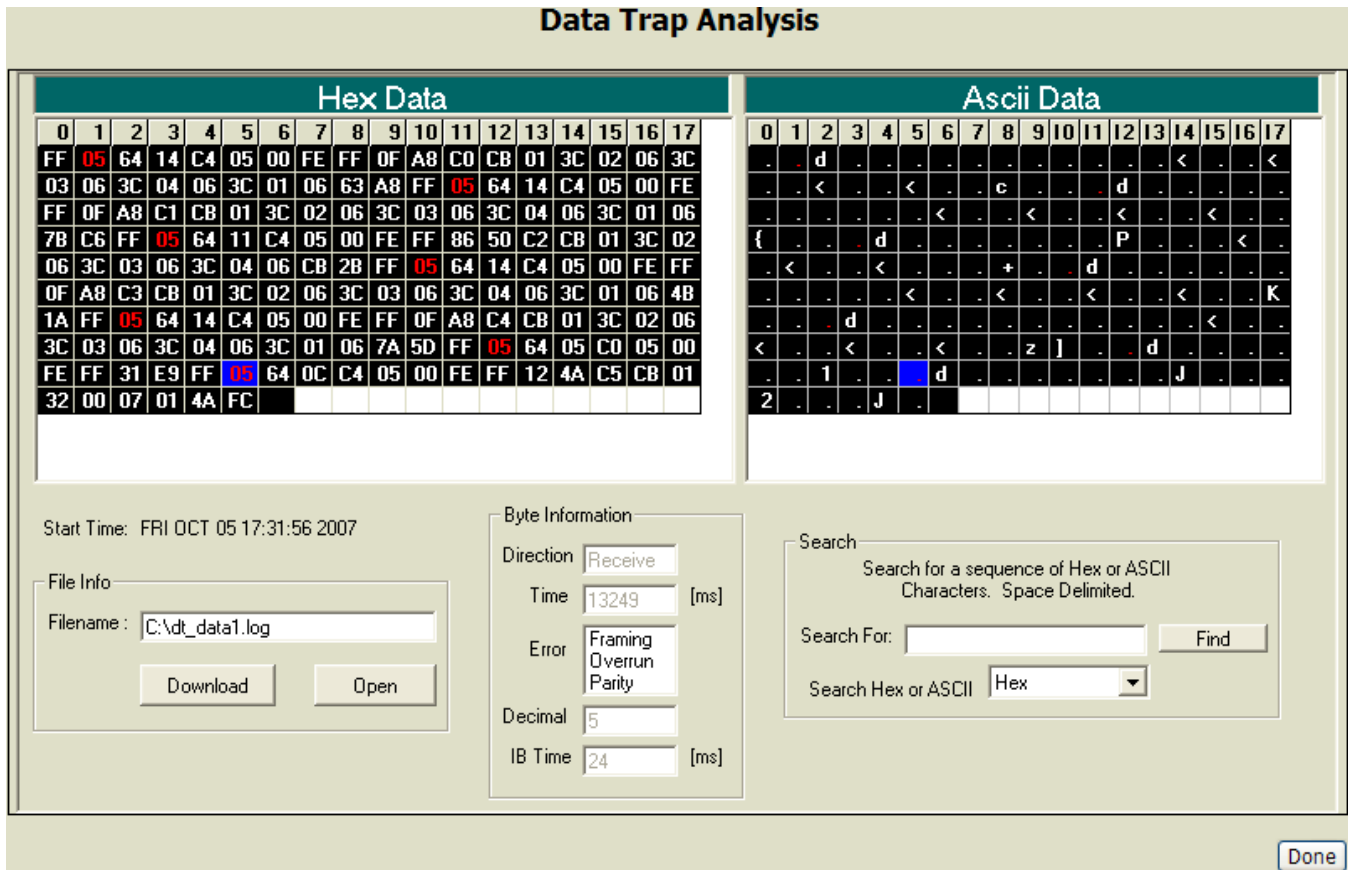 Data Trap Analysis
Hex Data
0 1 2 3 4 5 6 7 8 9 10 11 12 13 14 15 16 17
FF 05 64 14 C4 05 00 FE FF 0F A8 C0 CB 01 3C 02 06 3C
03 06 3C 04 06 3C 01 06 63 A8 FF 05 64 14 C4 05 00 FE
FF 0F A8 C1 CB 01 3C 02 06 3C 03 06 3C 04 06 3C 01 06
7B C6 FF 05 64 11 C4 05 00 FE FF 86 50 C2 CB 01 3C 02
06 3C 03 06 3C 04 06 CB 2B FF 05 64 14 C4 05 00 FE FF
0F A8 C3 CB 01 3C 02 06 3C 03 06 3C 04 06 3C 01 06 4B
1A FF 05 64 14 C4 05 00 FE FF 0F A8 C4 CB 01 3C 02 06
3C 03 06 3C 04 06 3C 01 06 7A 5D FF 05 64 05 C0 05 00
FE FF 31 E9 FF 05 64 0C C4 05 00 FE FF 12 4A C5 CB 01
32 00 07 01 4A FC
Ascii Data
0 1 2 3 4 5 6 7 8 9 10 11 12 13 14 15 16 17
. . d . . . . . . . . . . . < . . <
. . < . . < . . c . . . d . . . . .
. . . . . . < . . < . . < . . < . .
{ . . . d . . . . . . . P . . . < .
. < . . < . . . + . . d . . . . . .
. . . . . < . . < . . < . . < . . K
. . . d . . . . . . . . . . . < . .
< . . < . . < . . z ] . . d . . . .
. . 1 . . . d . . . . . . . J . . .
2 . . . J .
Start Time: FRI OCT 05 17:31:56 2007
File Info
Filename : C:\dt_data1.log
Download Open
Byte Information
Direction Receive
Time 13249 [ms]
Error Framing
Overrun
Parity
Decimal 5
IB Time 24 [ms]
Search
Search for a sequence of Hex or ASCII
Characters. Space Delimited.
Search For: Find
Search Hex or ASCII Hex
Done